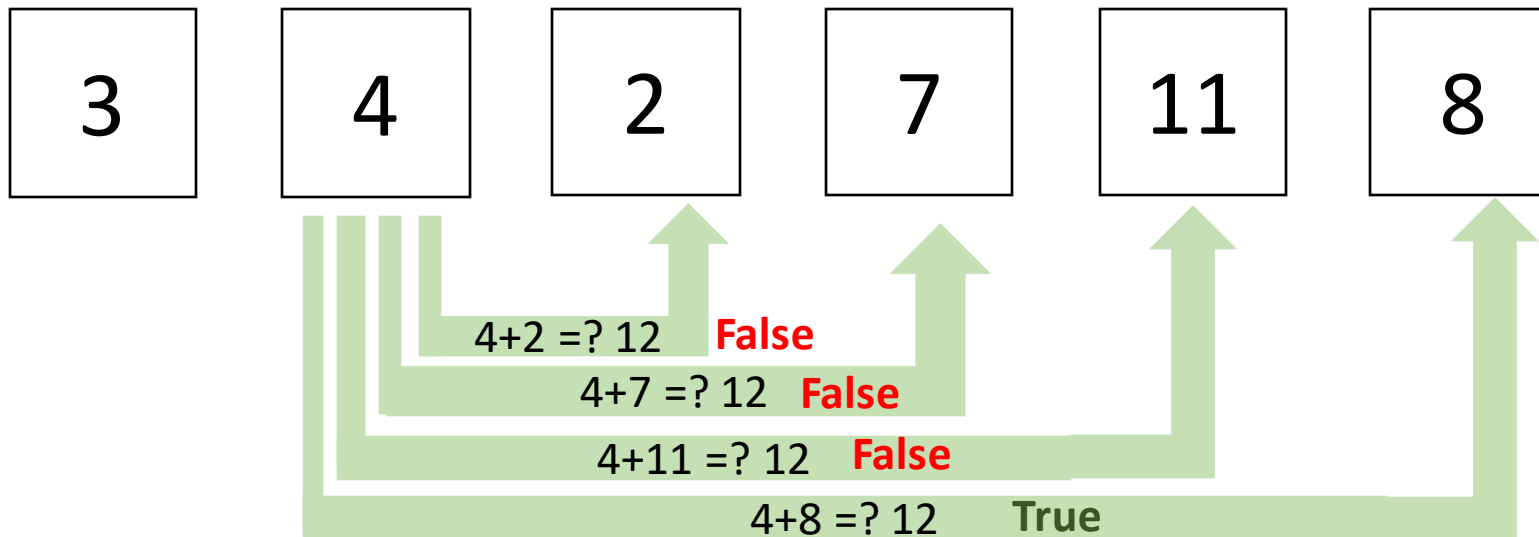 3 4 2 7 11 8
4+2 =? 12 False
4+7 =? 12 False
4+11 =? 12 False
4+8 =? 12 True